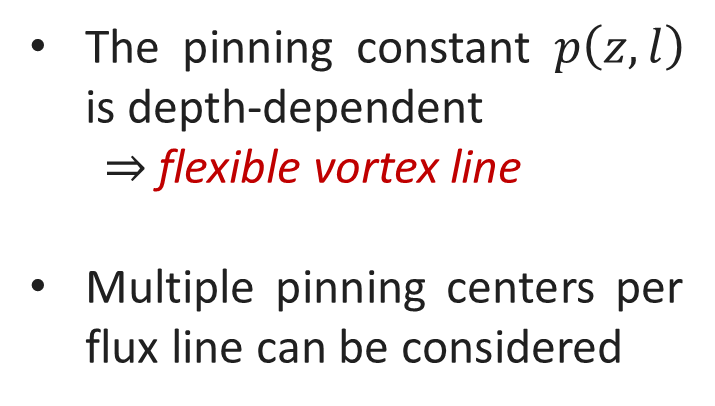 • The pinning constant p(z, l)
is depth-dependent
⇒ flexible vortex line
• Multiple pinning centers per
flux line can be considered